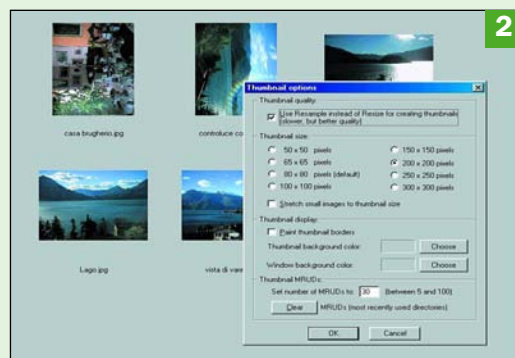 2
casa brugherio.jpg
controluce co
Lago.jpg
vista di vare
Thumbnail options
Thumbnail quality:
Use Resample instead of Resize for creating thumbnails
(slower, but better quality)
Thumbnail size:
50 x 50 pixels
150 x 150 pixels
65 x 65 pixels
200 x 200 pixels
80 x 80 pixels (default)
250 x 250 pixels
100 x 100 pixels
300 x 300 pixels
Stretch small images to thumbnail size
Thumbnail display:
Paint thumbnail borders
Thumbnail background color:
Choose
Window background color:
Choose
Thumbnail MRUDs:
Set number of MRUDs to: 30 (between 5 and 100)
Clear MRUDs (most recently used directories)
OK
Cancel